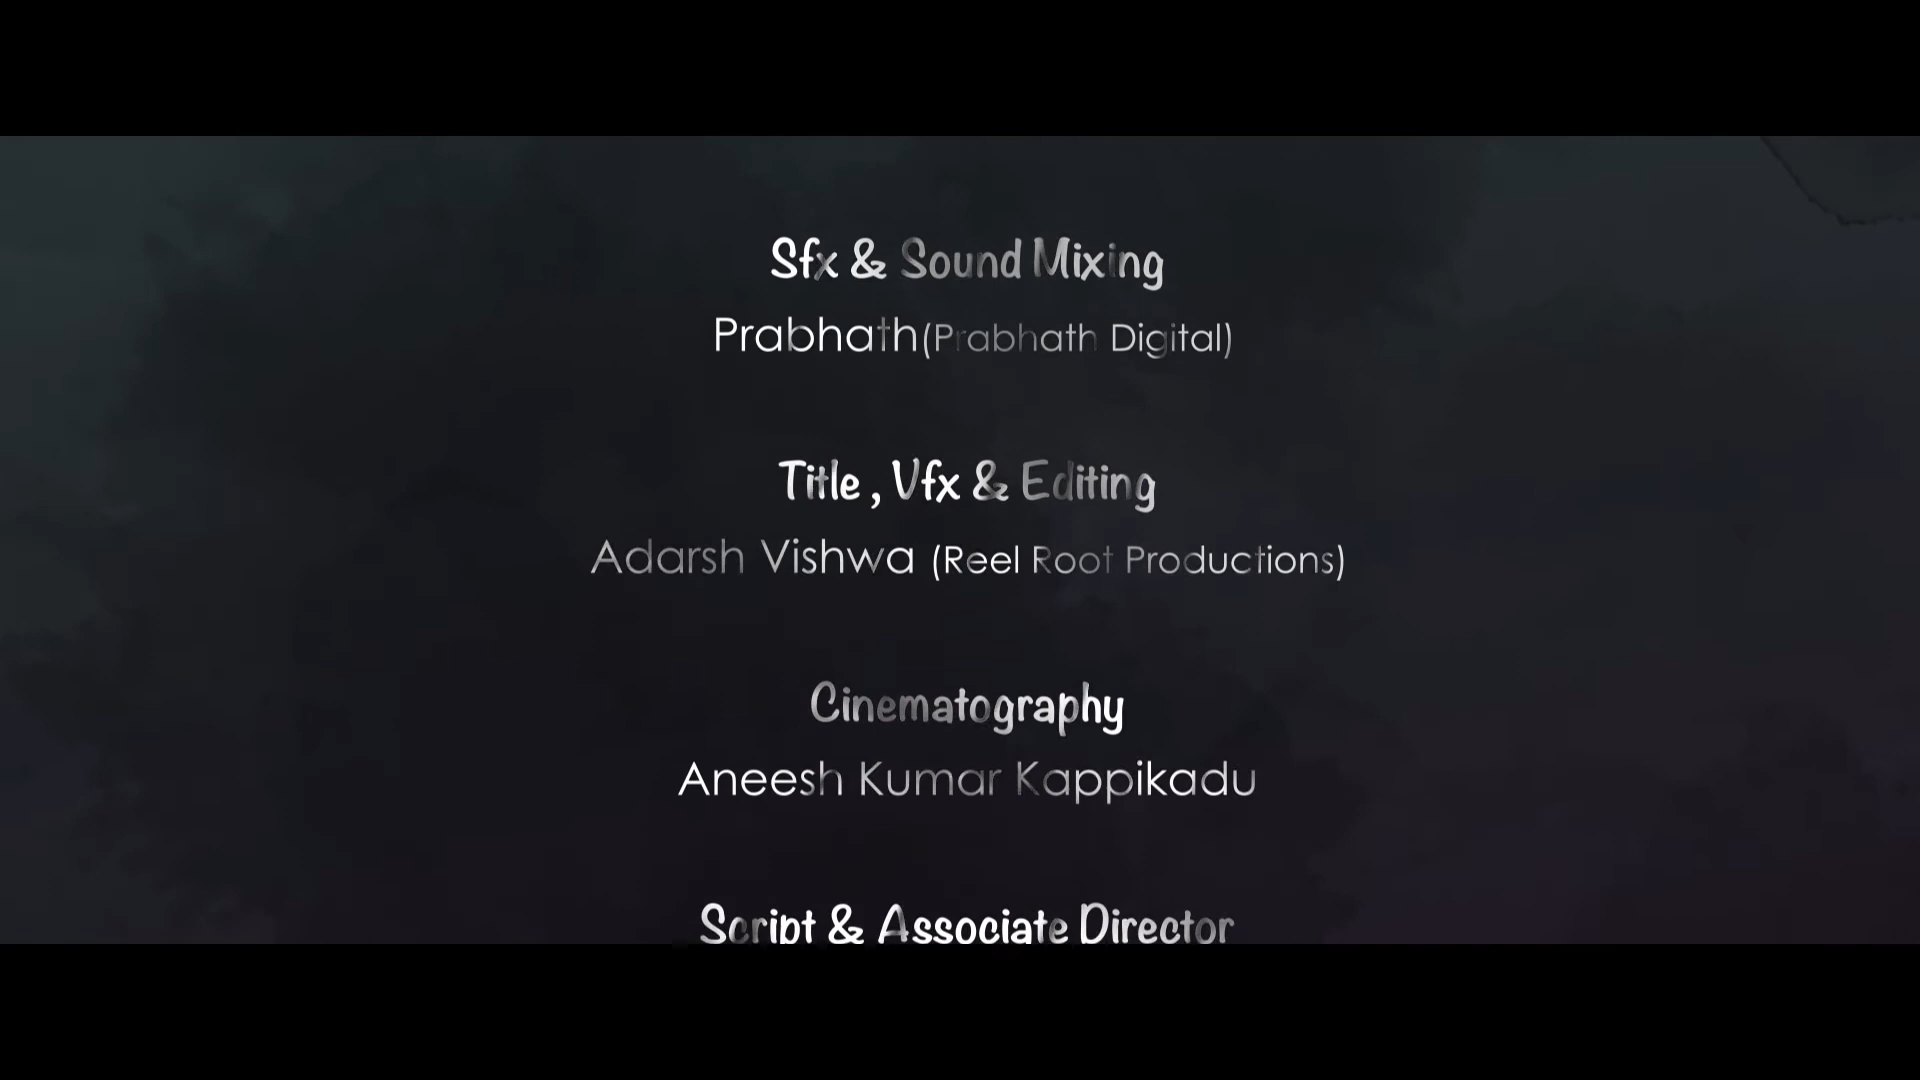 Sfx & Sound Mixing
Prabhath(Prabhath Digital)
Title , Vfx & Editing
Adarsh Vishwa (Reel Root Productions)
Cinematography
Aneesh Kumar Kappikadu
Script & Associate Director